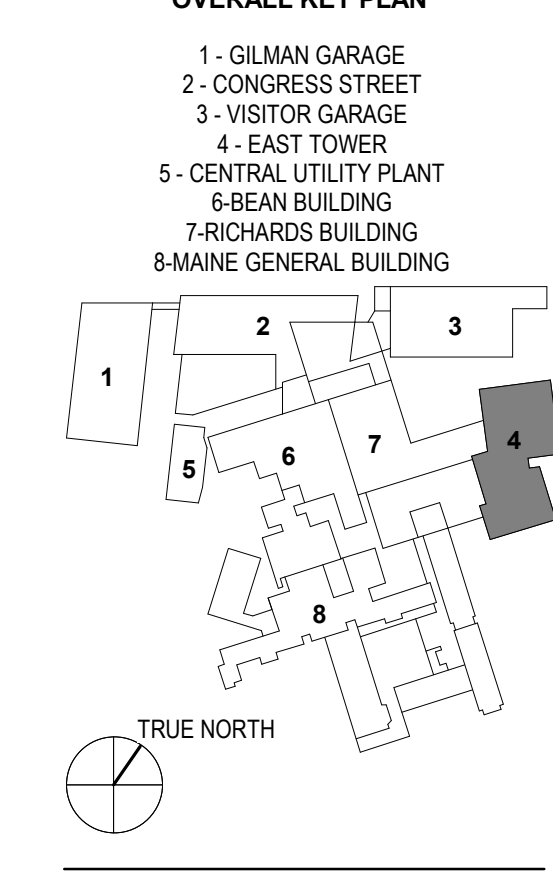 OVERALL KEY PLAN
1 - GILMAN GARAGE
2 - CONGRESS STREET
3 - VISITOR GARAGE
4 - EAST TOWER
5 - CENTRAL UTILITY PLANT
6-BEAN BUILDING
7-RICHARDS BUILDING
8-MAINE GENERAL BUILDING
2
3
1
4
7
6
5
8
TRUE NORTH